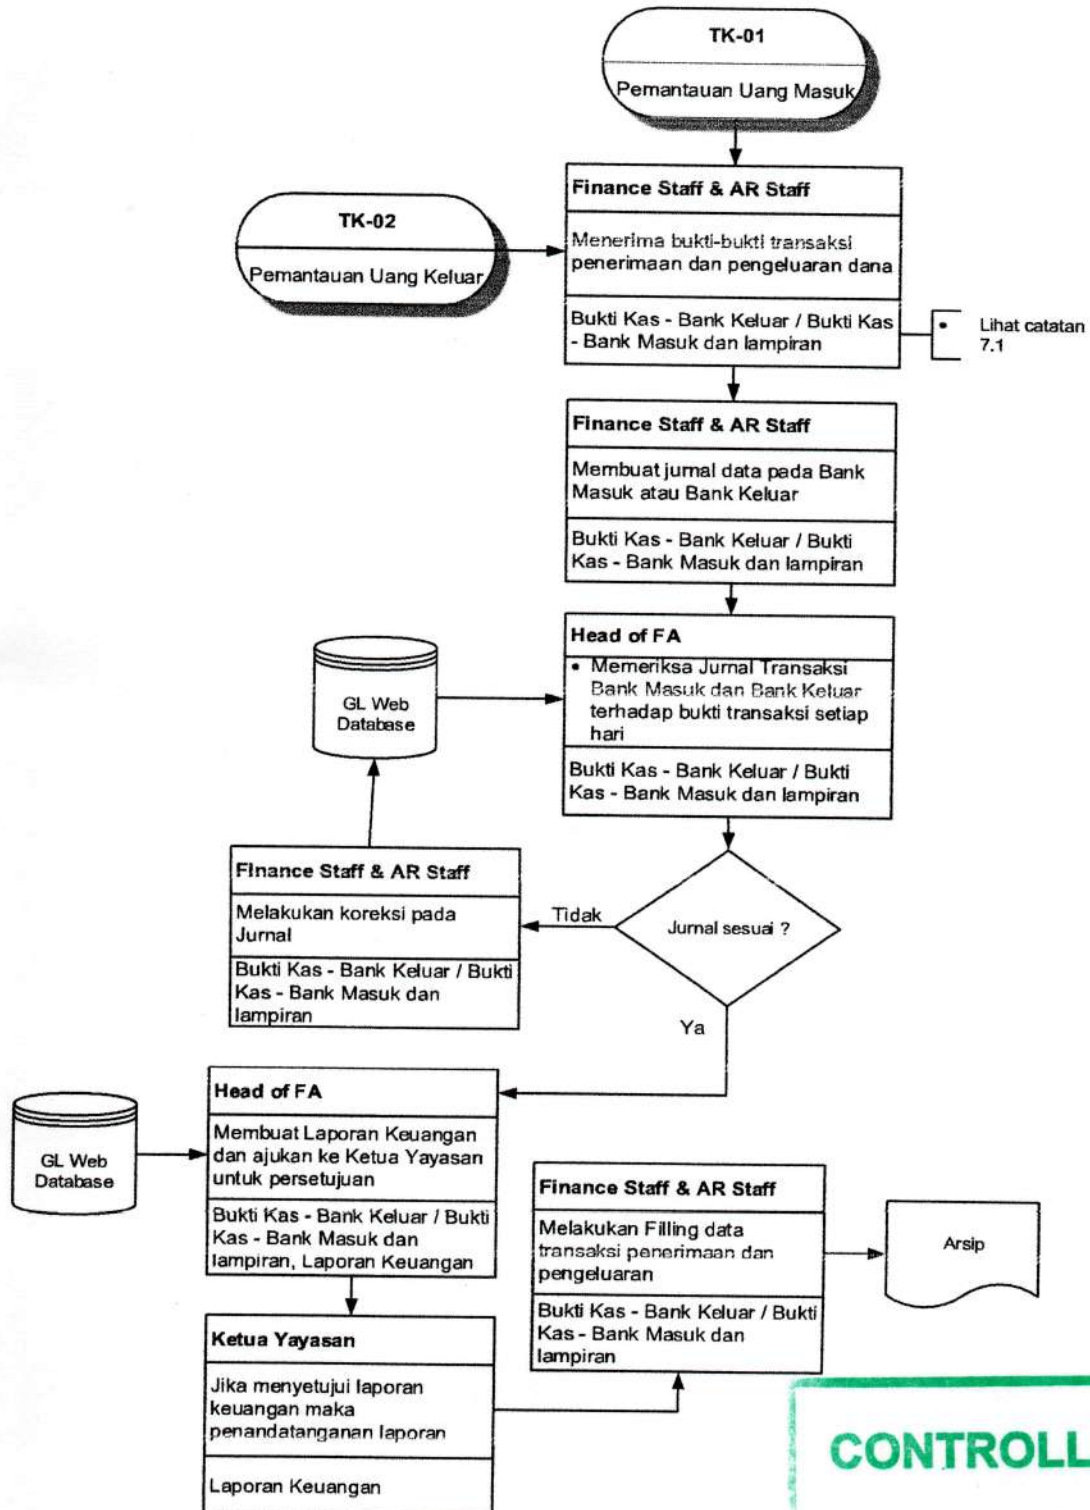 TK-01
Pemantauan Uang Masuk
TK-02
Pemantauan Uang Keluar
Finance Staff & AR Staff
Menerima bukti-bukti transaksi
penerimaan dan pengeluaran dana
Bukti Kas - Bank Keluar / Bukti Kas
- Bank Masuk dan lampiran
• Lihat catatan
7.1
Finance Staff & AR Staff
Membuat jurnal data pada Bank
Masuk atau Bank Keluar
Bukti Kas - Bank Keluar / Bukti
Kas - Bank Masuk dan lampiran
Head of FA
• Memeriksa Jurnal Transaksi
Bank Masuk dan Bank Keluar
terhadap bukti transaksi setiap
hari
Bukti Kas - Bank Keluar / Bukti
Kas - Bank Masuk dan lampiran
GL Web
Database
Jurnal sesuai ?
Tidak
Ya
Finance Staff & AR Staff
Melakukan koreksi pada
Jurnal
Bukti Kas - Bank Keluar / Bukti
Kas - Bank Masuk dan
lampiran
GL Web
Database
Head of FA
Membuat Laporan Keuangan
dan ajukan ke Ketua Yayasan
untuk persetujuan
Bukti Kas - Bank Keluar / Bukti
Kas - Bank Masuk dan
lampiran, Laporan Keuangan
Ketua Yayasan
Jika menyetujui laporan
keuangan maka
penandatanganan laporan
Laporan Keuangan
Finance Staff & AR Staff
Melakukan Filling data
transaksi penerimaan dan
pengeluaran
Bukti Kas - Bank Keluar / Bukti
Kas - Bank Masuk dan
lampiran
Arsip
CONTROLL